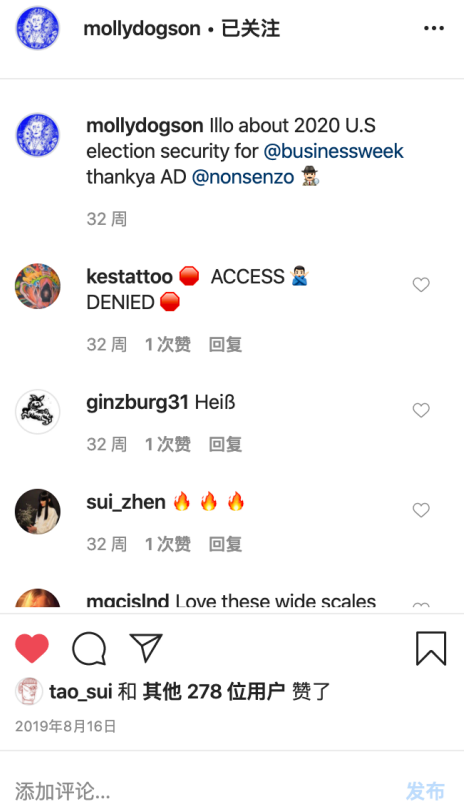 mollydogson • 已关注
mollydogson Illo about 2020 U.S
election security for @businessweek
thankya AD @nonsenzo 🕵🏻
32 周
kestattoo 🛑 ACCESS 🙅🏻‍♂️
DENIED 🛑
32 周 1次赞 回复
ginzburg31 Heiß
32 周 1次赞 回复
sui_zhen 🔥 🔥 🔥
32 周 1次赞 回复
mgcislnd Love these wide scales
tao_sui 和 其他 278 位用户 赞了
2019年8月16日
添加评论... 发布